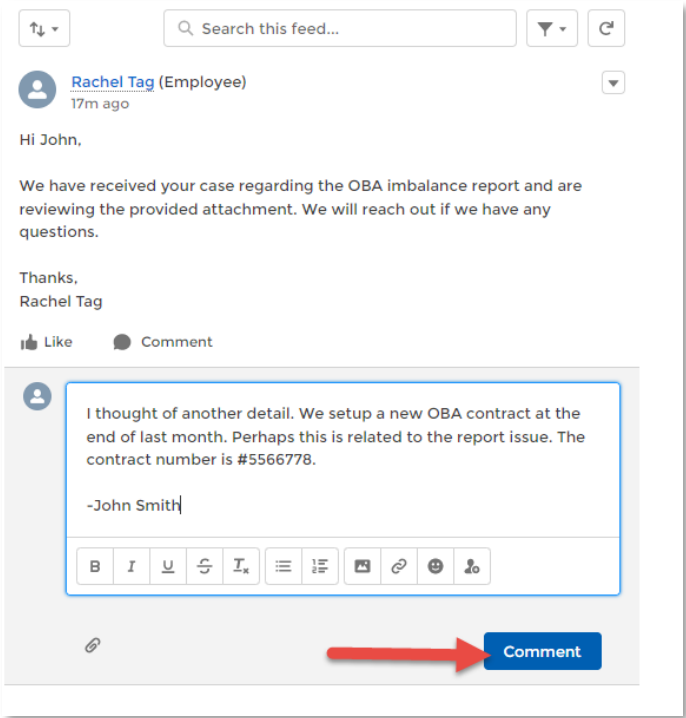 Search this feed...
Rachel Tag (Employee)
17m ago
Hi John,
We have received your case regarding the OBA imbalance report and are
reviewing the provided attachment. We will reach out if we have any
questions.
Thanks,
Rachel Tag
Like Comment
I thought of another detail. We setup a new OBA contract at the
end of last month. Perhaps this is related to the report issue. The
contract number is #5566778.
-John Smith
B I U S Tx
Comment